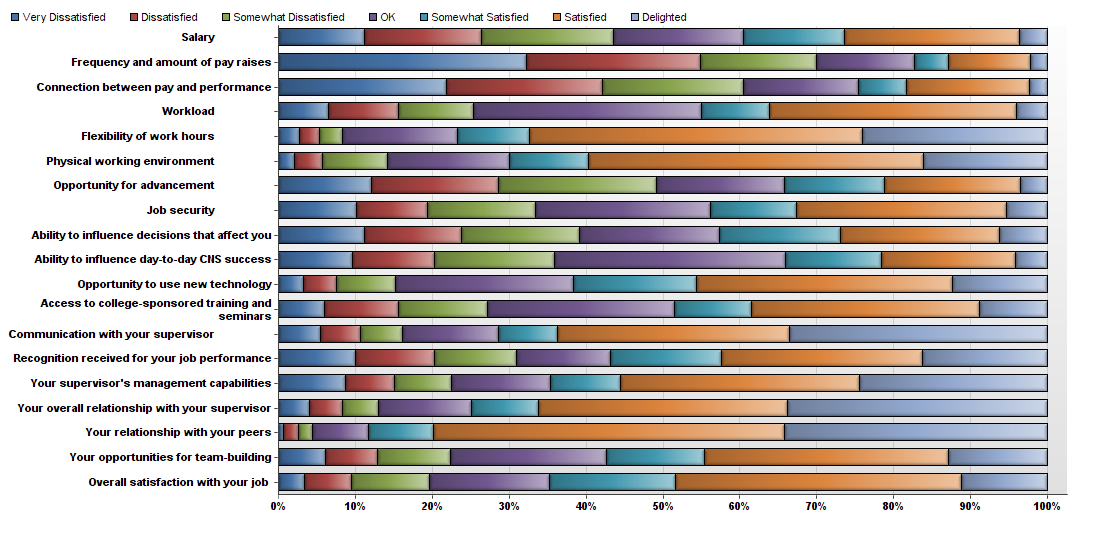 Very Dissatisfied Dissatisfied Somewhat Dissatisfied OK Somewhat Satisfied Satisfied Delighted
Salary
Frequency and amount of pay raises
Connection between pay and performance
Workload
Flexibility of work hours
Physical working environment
Opportunity for advancement
Job security
Ability to influence decisions that affect you
Ability to influence day-to-day CNS success
Opportunity to use new technology
Access to college-sponsored training and
seminars
Communication with your supervisor
Recognition received for your job performance
Your supervisor's management capabilities
Your overall relationship with your supervisor
Your relationship with your peers
Your opportunities for team-building
Overall satisfaction with your job
0% 10% 20% 30% 40% 50% 60% 70% 80% 90% 100%